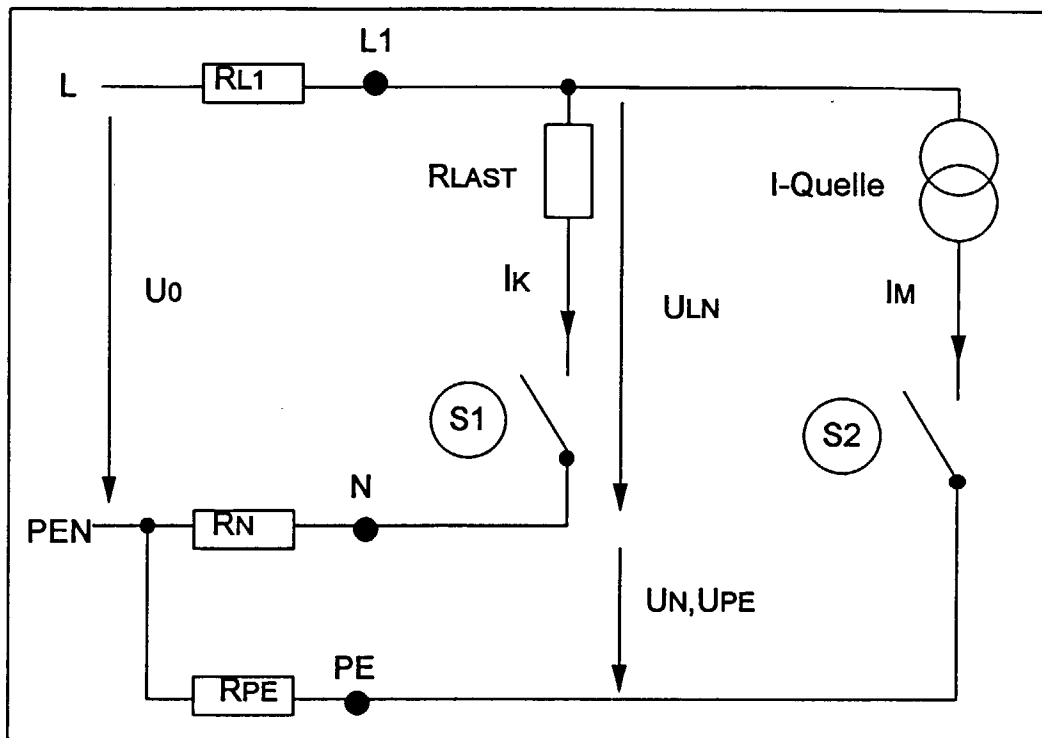 L1
L
RL1
RLAST
I-Quelle
U0
IK
ULN
IM
S1
S2
N
PEN
RN
UN,UPE
PE
RPE